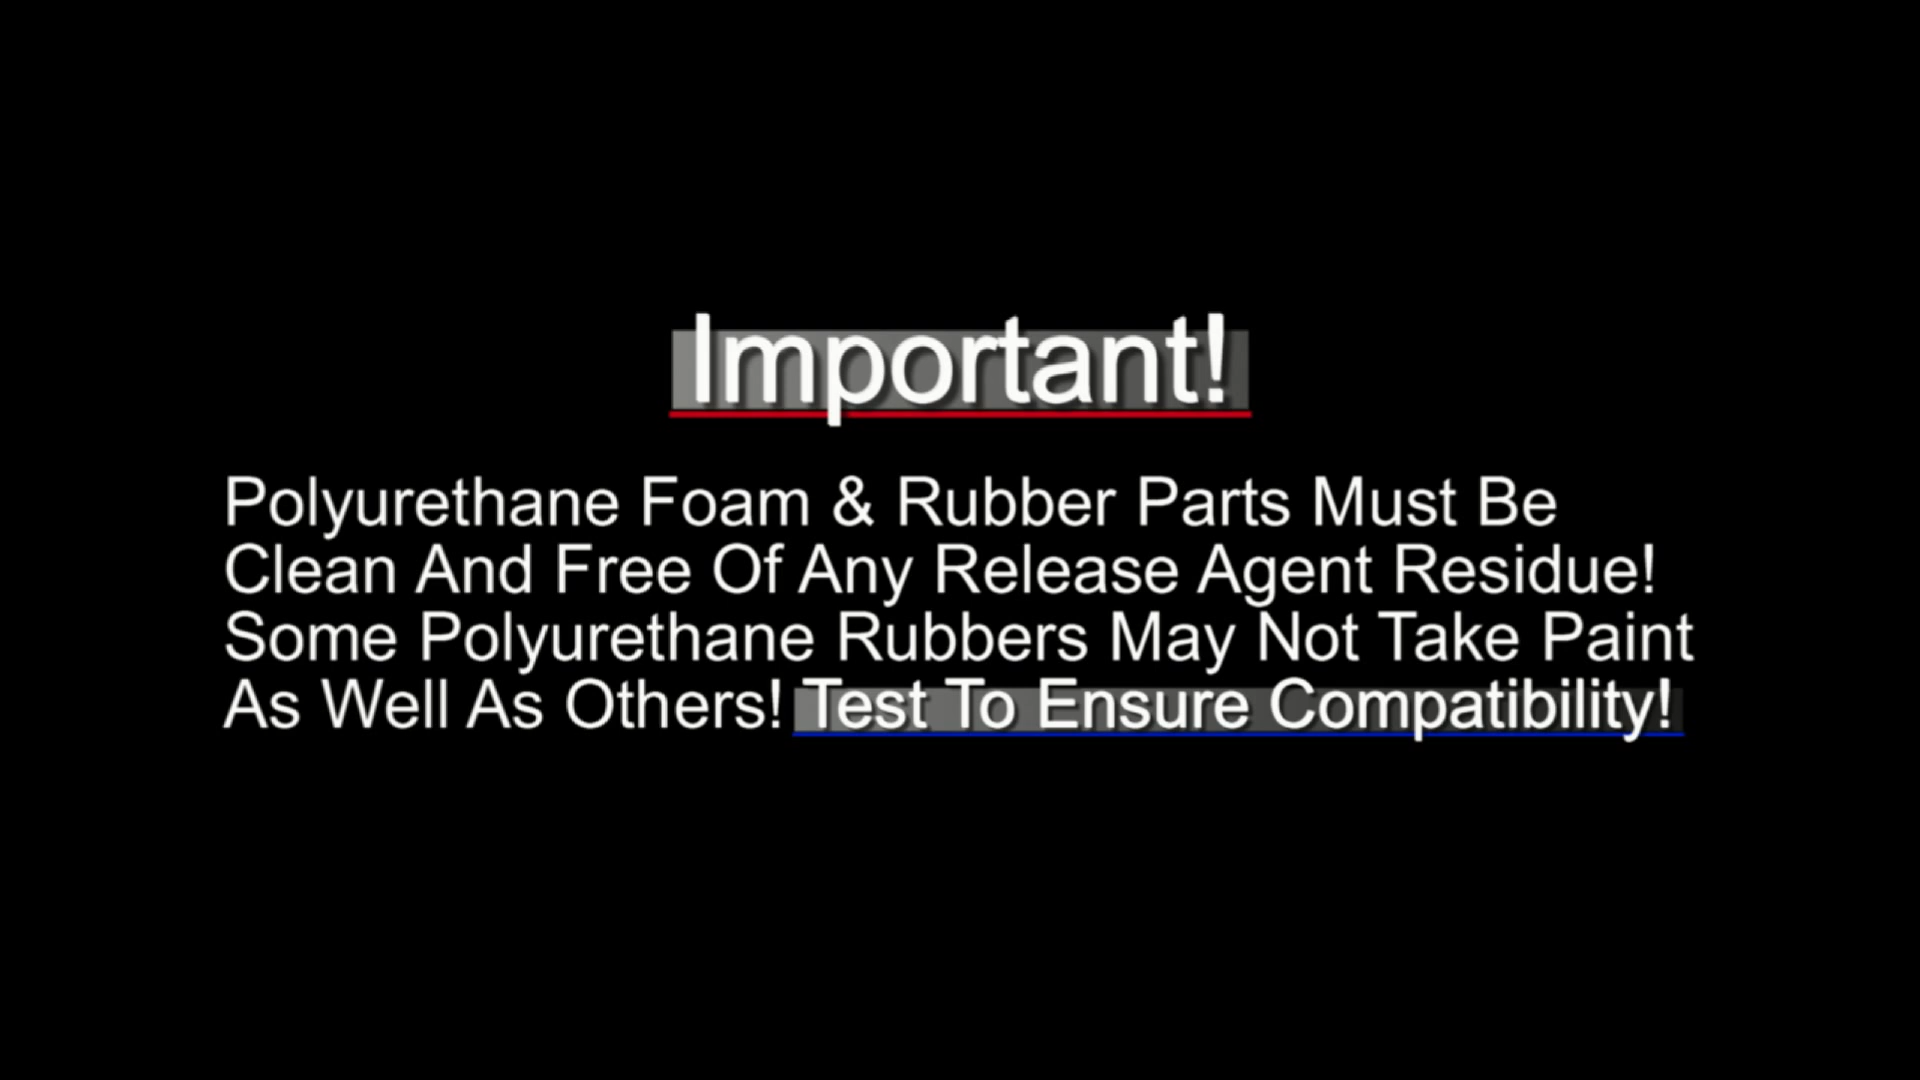 Important!
Polyurethane Foam & Rubber Parts Must Be
Clean And Free Of Any Release Agent Residue!
Some Polyurethane Rubbers May Not Take Paint
As Well As Others! Test To Ensure Compatibility!